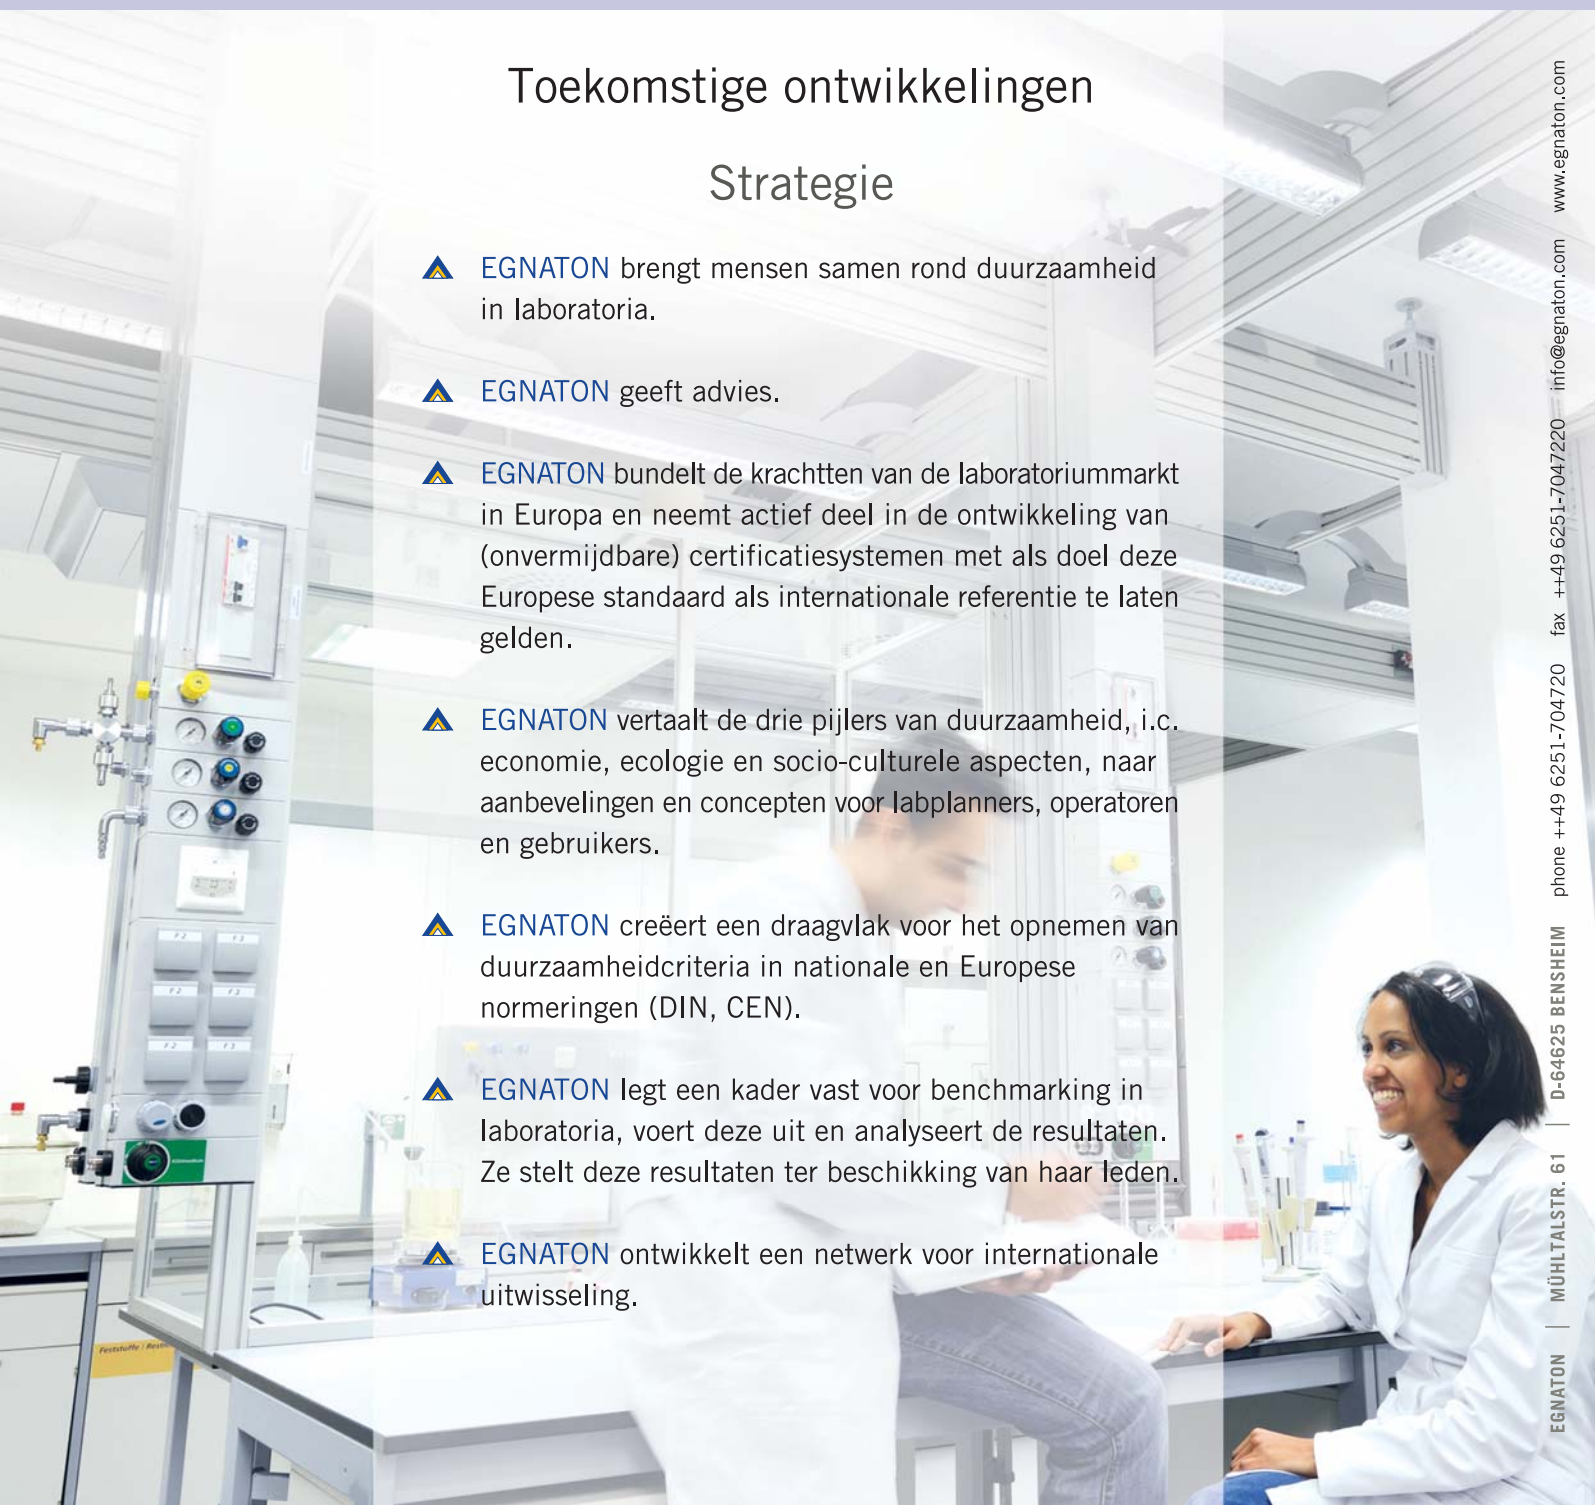 Toekomstige ontwikkelingen
Strategie
EGNATON brengt mensen samen rond duurzaamheid
in laboratoria.
EGNATON geeft advies.
EGNATON bundelt de krachtten van de laboratoriummarkt
in Europa en neemt actief deel in de ontwikkeling van
(onvermijdbare) certificatiesystemen met als doel deze
Europese standaard als internationale referentie te laten
gelden.
EGNATON vertaalt de drie pijlers van duurzaamheid, i.c.
economie, ecologie en socio-culturele aspecten, naar
aanbevelingen en concepten voor labplanners, operatoren
en gebruikers.
EGNATON creëert een draagvlak voor het opnemen van
duurzaamheidcriteria in nationale en Europese
normeringen (DIN, CEN).
EGNATON legt een kader vast voor benchmarking in
laboratoria, voert deze uit en analyseert de resultaten.
Ze stelt deze resultaten ter beschikking van haar leden.
EGNATON ontwikkelt een netwerk voor internationale
uitwisseling.
EGNATON | MÜHLTALSTR. 61 | D-64625 BENSHEIM phone ++49 6251-704720 fax ++49 6251-7047220 info@egnaton.com www.egnaton.com
F2 F3
F2 F3
F2 F3
Feststoffe /